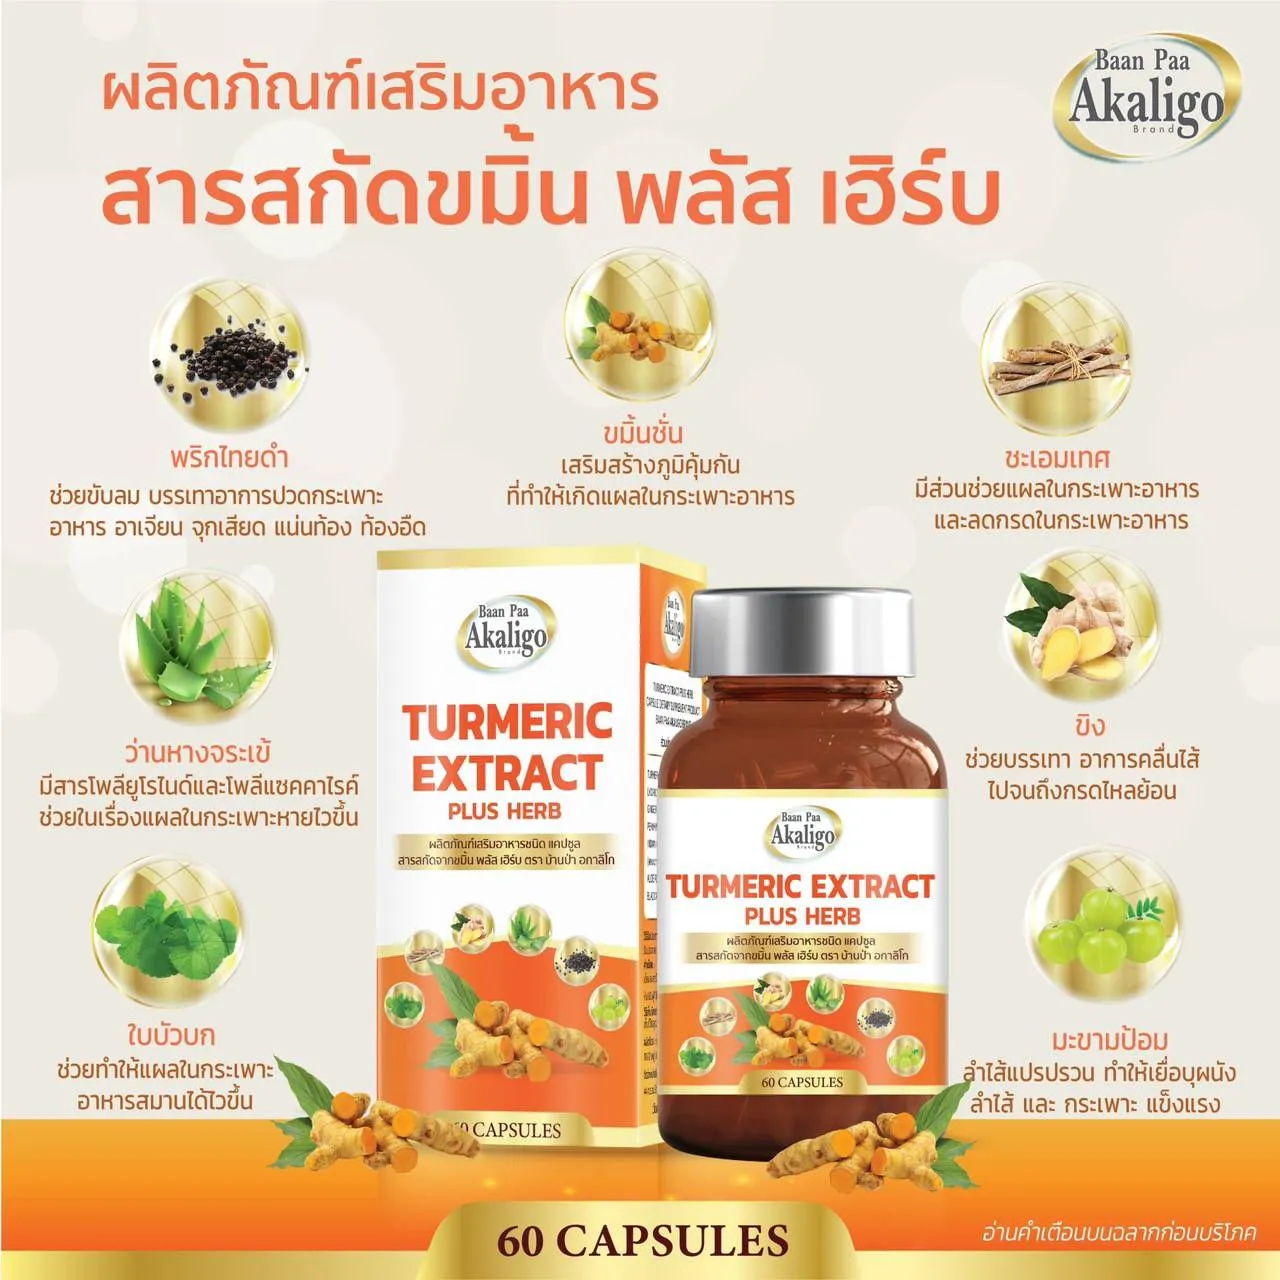 Baan Paa
Akaligo
Brand
ผลิตภัณฑ์เสริมอาหาร
สารสกัดขมิ้น พลัส เฮิร์บ
พริกไทยดำ
ช่วยขับลม บรรเทาอาการปวดกระเพาะ
อาหาร อาเจียน จุกเสียด แน่นท้อง ท้องอืด
ขมิ้นชั่น
เสริมสร้างภูมิคุ้มกัน
ที่ทำให้เกิดแผลในกระเพาะอาหาร
ชะเอมเทศ
มีส่วนช่วยแผลในกระเพาะอาหาร
และลดกรดในกระเพาะอาหาร
ว่านหางจระเข้
มีสารโพลียูโรไนด์และโพลีแซคคาไรค์
ช่วยในเรื่องแผลในกระเพาะหายไวขึ้น
ขิง
ช่วยบรรเทา อาการคลื่นไส้
ไปจนถึงกรดไหลย้อน
ใบบัวบก
ช่วยทำให้แผลในกระเพาะ
อาหารสมานได้ไวขึ้น
มะขามป้อม
ลำไส้แปรปรวน ทำให้เยื่อบุผนัง
ลำไส้ และ กระเพาะ แข็งแรง
Baan Paa
Akaligo
Brand
TURMERIC
EXTRACT
PLUS HERB
ผลิตภัณฑ์เสริมอาหารชนิด แคปซูล
สารสกัดจากขมิ้น พลัส เฮิร์บ ตรา บ้านป่า อกาลิโก
60 CAPSULES
Baan Paa
Akaligo
TURMERIC EXTRACT PLUS HERB
CAPSULE DIETARY SUPPLEMENT PRODUCT
Baan Paa
Akaligo
Brand
TURMERIC EXTRACT
PLUS HERB
ผลิตภัณฑ์เสริมอาหารชนิด แคปซูล
สารสกัดจากขมิ้น พลัส เฮิร์บ ตรา บ้านป่า อกาลิโก
60 CAPSULES
60 CAPSULES
อ่านคำเตือนบนฉลากก่อนบริโภค